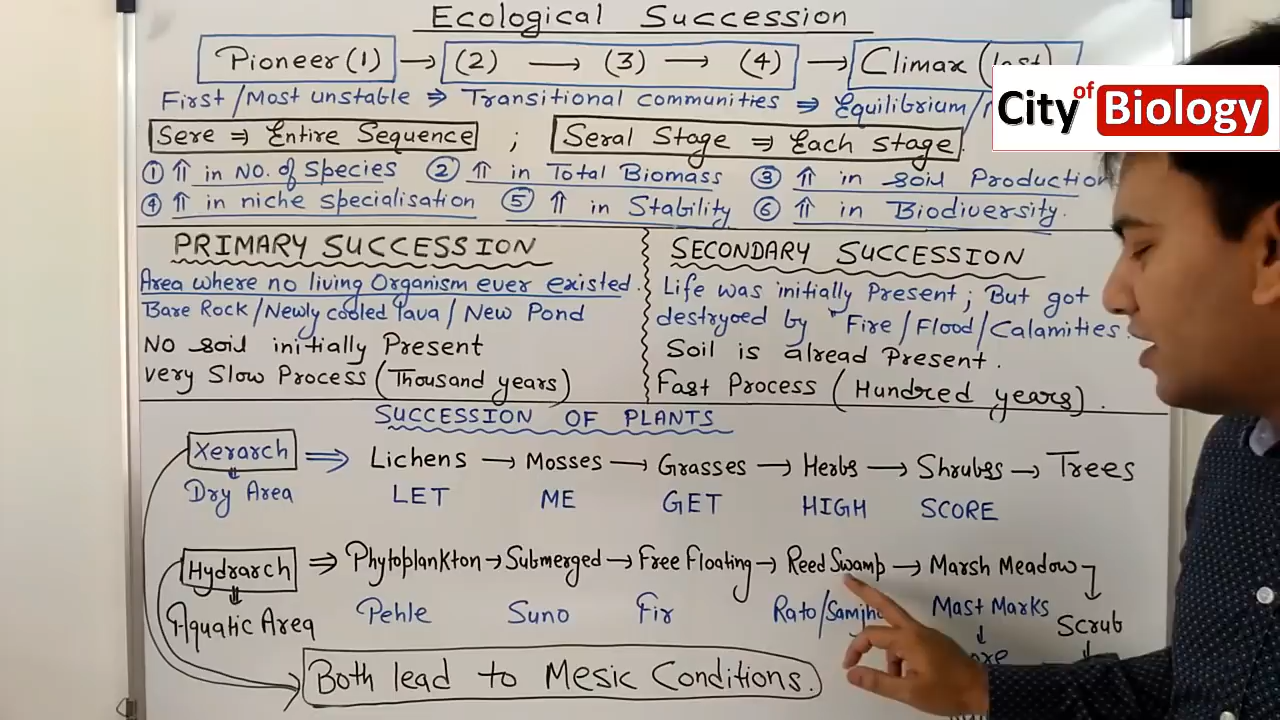 Ecological Succession
Pioneer (1) → (2) → (3) → (4) → Climax (last)
City of Biology
First / Most unstable ⇒ Transitional communities ⇒ Equilibrium /
Sere ⇒ Entire Sequence ; Seral Stage ⇒ Each stage.
① ⇑ in No. of Species ② ⇑ in Total Biomass ③ ⇑ in soil Production
④ ⇑ in niche specialisation ⑤ ⇑ in Stability ⑥ ⇑ in Biodiversity.
PRIMARY SUCCESSION
Area where no living Organism ever existed.
Bare Rock / Newly cooled lava / New Pond
No soil initially Present
very Slow Process (Thousand years)
SECONDARY SUCCESSION
Life was initially Present; But got
destryoed by "Fire / Flood / Calamities.
Soil is alread Present.
Fast Process (Hundred years).
SUCCESSION OF PLANTS
Xerarch ⇒ Lichens → Mosses → Grasses → Herbs → Shrubss → Trees
Dry Area LET ME GET HIGH SCORE
Hydrarch ⇒ Phytoplankton → Submerged → Free Floating → Reed Swamp → Marsh Meadow
Aquatic Area Pehle Suno Fir Rato / Mast Marks Scrub
Both lead to Mesic Conditions.